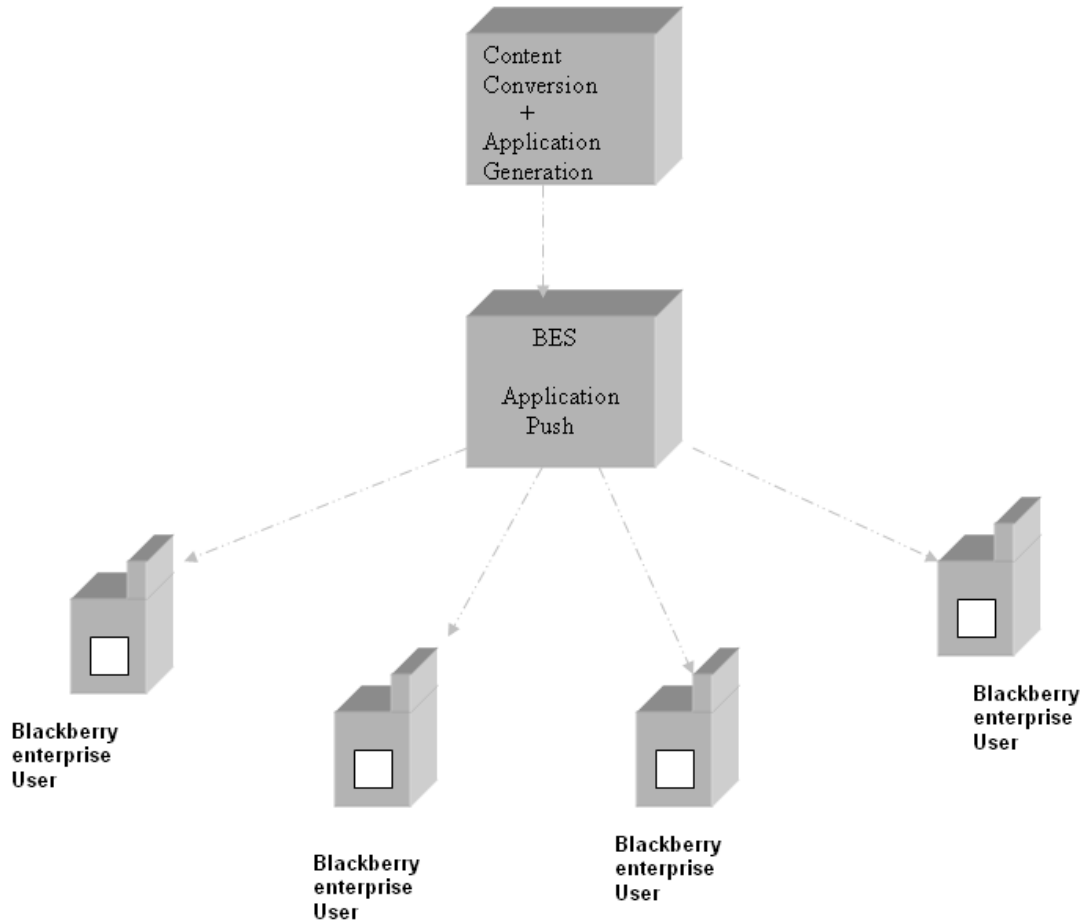 Content
Conversion
+
Application
Generation
BES
Application
Push
Blackberry
enterprise
User
Blackberry
enterprise
User
Blackberry
enterprise
User
Blackberry
enterprise
User